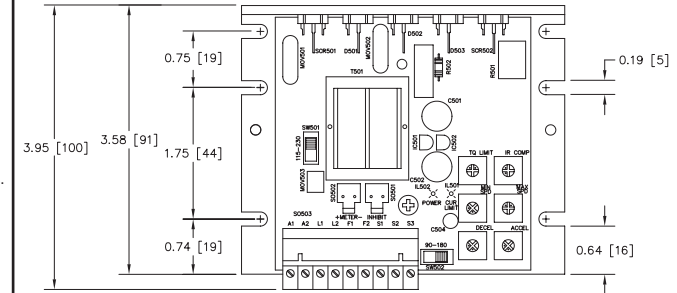 SCR501 D501 D502 D503 SCR502
MOV501
MOV502
R502
R501
T501
0.75 [19]
0.19 [5]
C501
SW501
115-230
IC501
IC502
3.95 [100]
3.58 [91]
1.75 [44]
TQ LIMIT
IR COMP
MOV503
C502
IL502
IL501
SO502
SO501
POWER
CUR LIMIT
MIN SPD
MAX SPD
+METER- INHIBIT
SO503
A1 A2 L1 L2 F1 F2 S1 S2 S3
C504
DECEL
ACCEL
0.74 [19]
90-180
SW502
0.64 [16]